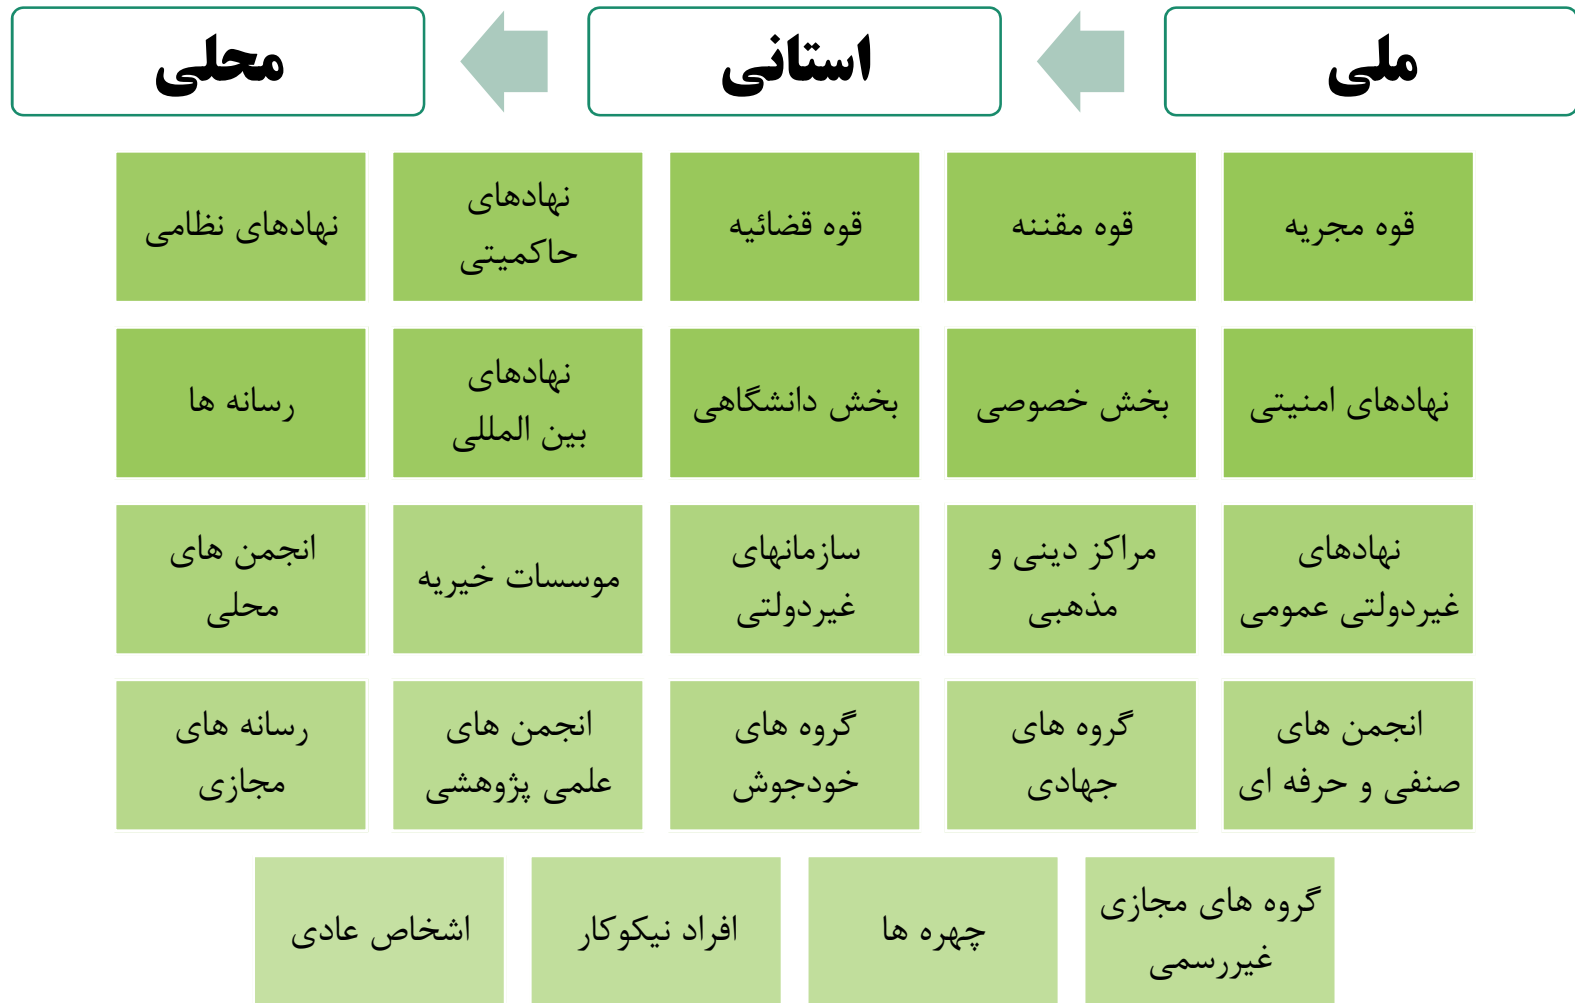 ملی
استانی
محلی
قوه مجریه
قوه مقننه
قوه قضائیه
نهادهای
حاکمیتی
نهادهای نظامی
نهادهای امنیتی
بخش خصوصی
بخش دانشگاهی
نهادهای
بین المللی
رسانه ها
نهادهای
غیردولتی عمومی
مراکز دینی و
مذهبی
سازمانهای
غیردولتی
موسسات خیریه
انجمن های
محلی
انجمن های
صنفی و حرفه ای
گروه های
جهادی
گروه های
خودجوش
انجمن های
علمی پژوهشی
رسانه های
مجازی
گروه های مجازی
غیررسمی
چهره ها
افراد نیکوکار
اشخاص عادی